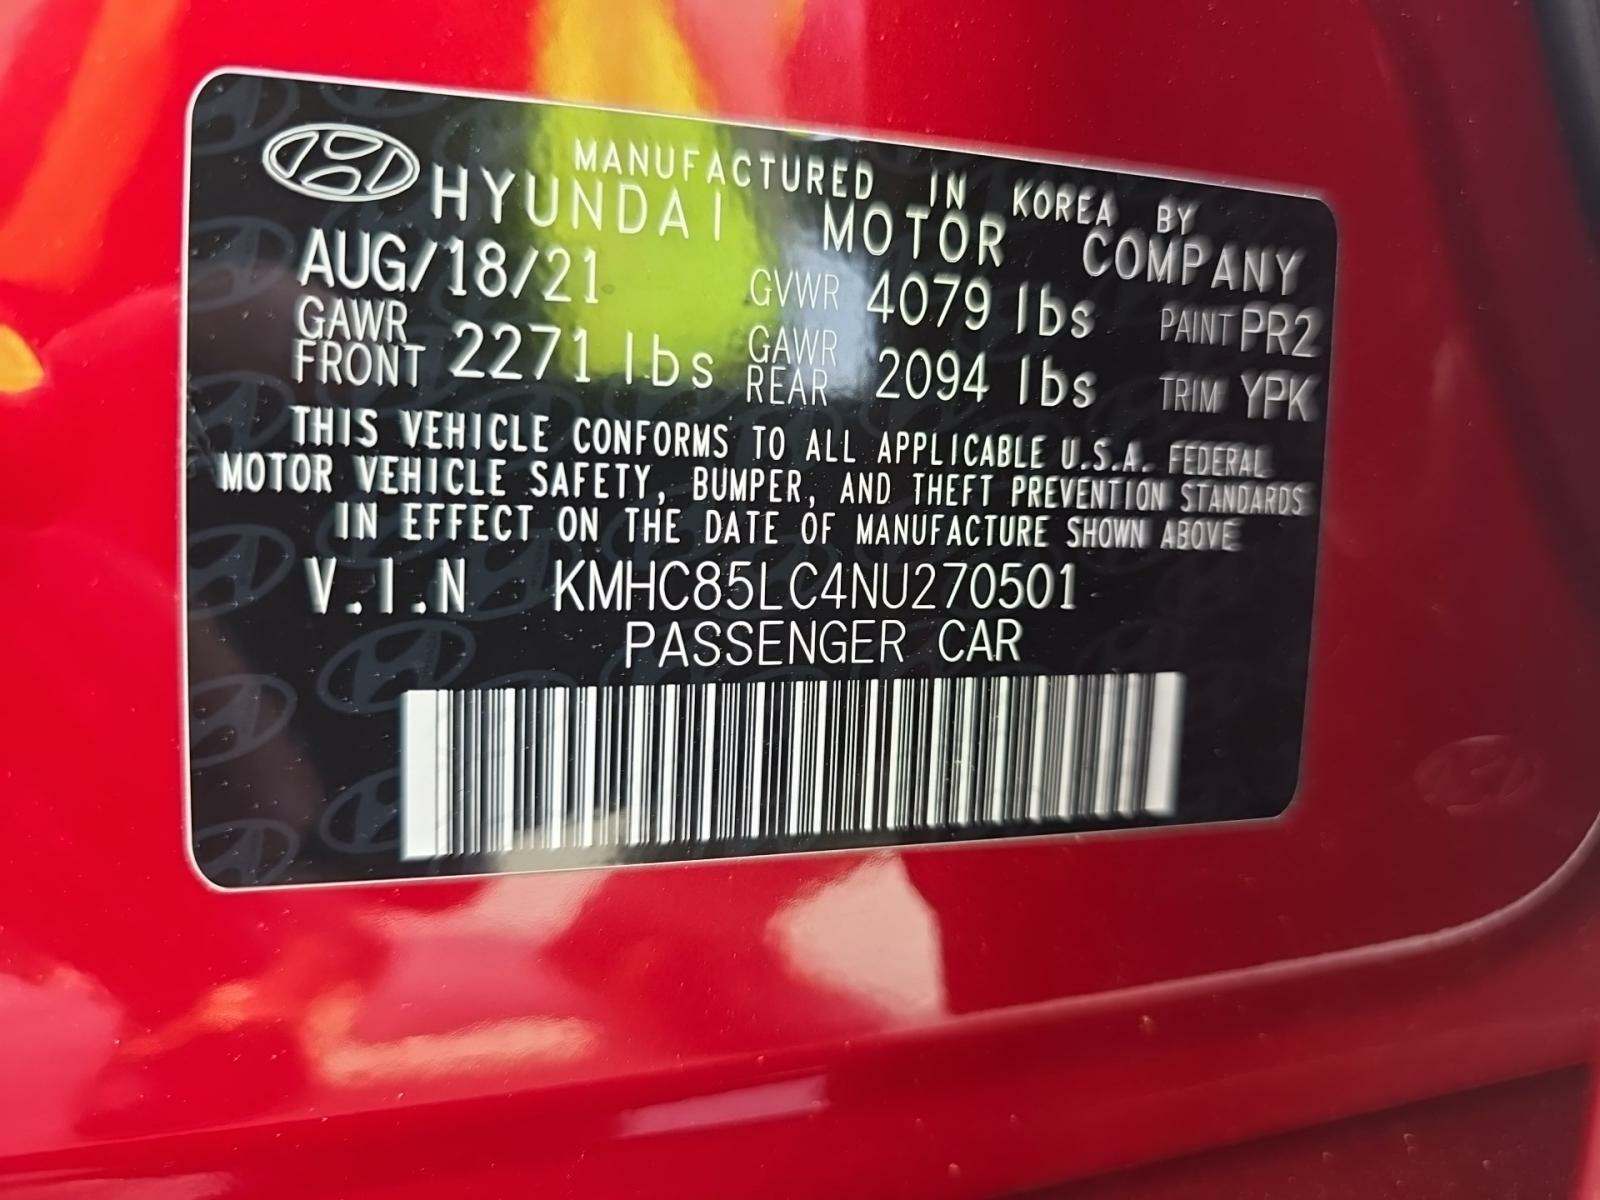 MANUFACTURED IN KOREA BY
HYUNDAI MOTOR COMPANY
AUG/18/21 GVWR 4079 lbs PAINT PR2
GAWR FRONT 2271 lbs GAWR REAR 2094 lbs TRIM YPK
THIS VEHICLE CONFORMS TO ALL APPLICABLE U.S.A. FEDERAL
MOTOR VEHICLE SAFETY, BUMPER, AND THEFT PREVENTION STANDARDS
IN EFFECT ON THE DATE OF MANUFACTURE SHOWN ABOVE
V.I.N KMHC85LC4NU270501
PASSENGER CAR